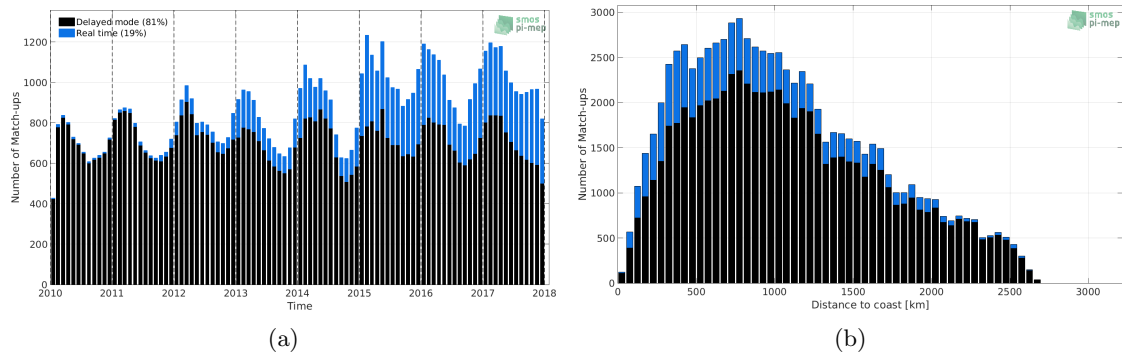 Delayed mode (81%)
Real time (19%)
smos
pi-mep
Number of Match-ups
1200
1000
800
600
400
200
0
2010
2011
2012
2013
2014
2015
2016
2017
2018
Time
(a)
smos
pi-mep
Number of Match-ups
3000
2500
2000
1500
1000
500
0
0
500
1000
1500
2000
2500
3000
Distance to coast [km]
(b)